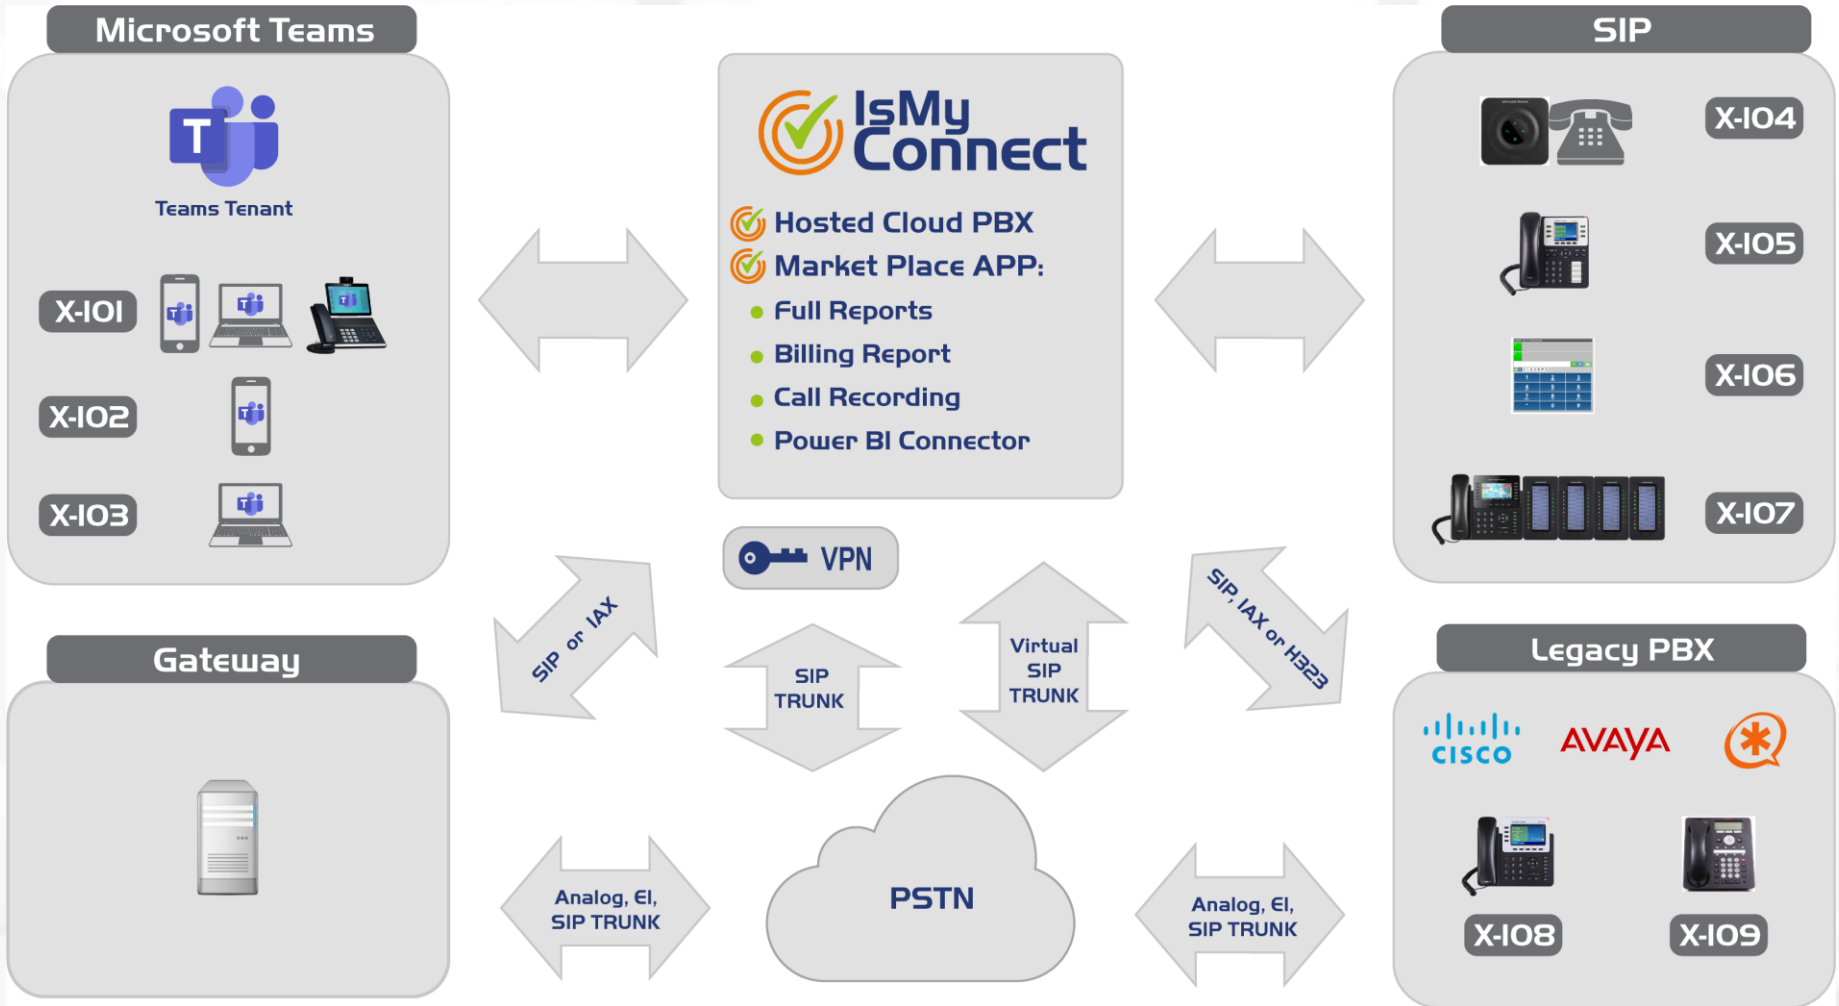 Microsoft Teams
Teams Tenant
X-101
X-102
X-103
IsMy
Connect
Hosted Cloud PBX
Market Place APP:
Full Reports
Billing Report
Call Recording
Power BI Connector
VPN
SIP
X-104
X-105
X-106
X-107
SIP or IAX
SIP
TRUNK
Virtual
SIP
TRUNK
SIP, IAX or H323
Gateway
Analog, E1,
SIP TRUNK
PSTN
Analog, E1,
SIP TRUNK
Legacy PBX
CISCO
AVAYA
X-108
X-109